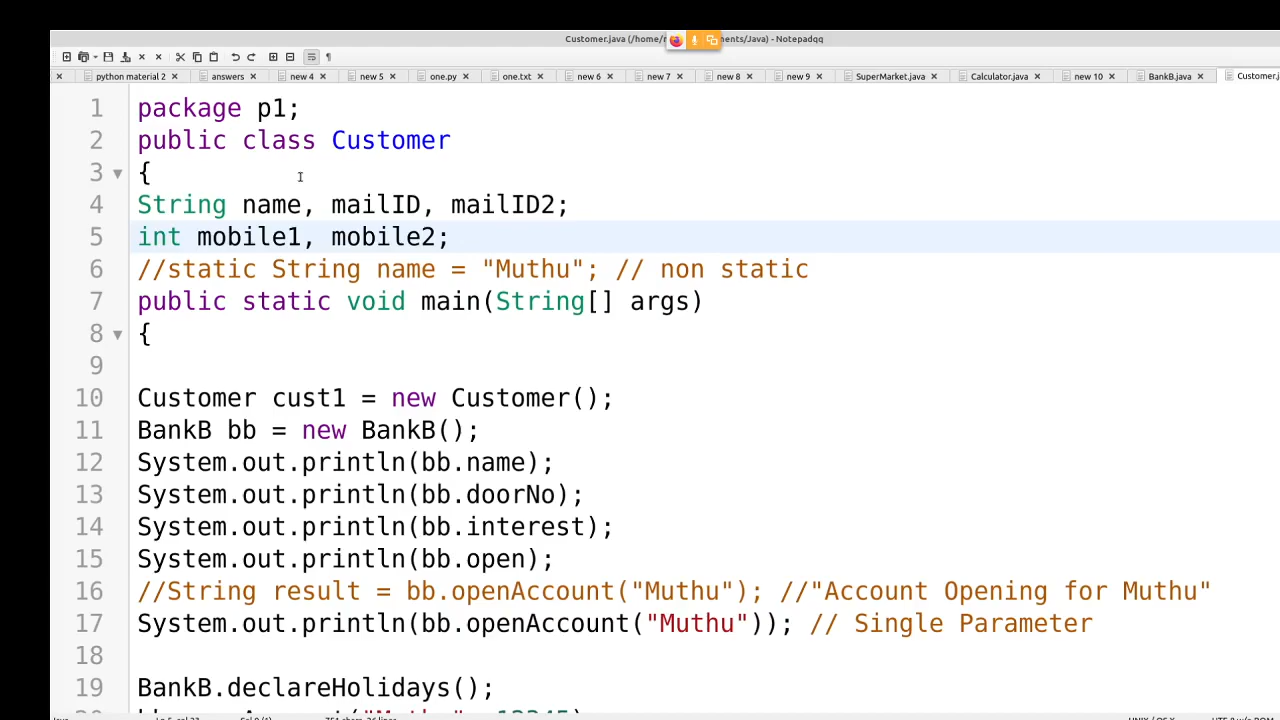 Customer.java (/home/ ents/Java) - Notepadqq
python material 2 answers new 4 new 5 one.py one.txt new 6 new 7 new 8 new 9 SuperMarket.java Calculator.java new 10 BankB.java Customer.j
1 package p1;
2 public class Customer
3 {
4 String name, mailID, mailID2;
5 int mobile1, mobile2;
6 //static String name = "Muthu"; // non static
7 public static void main(String[] args)
8 {
9
10 Customer cust1 = new Customer();
11 BankB bb = new BankB();
12 System.out.println(bb.name);
13 System.out.println(bb.doorNo);
14 System.out.println(bb.interest);
15 System.out.println(bb.open);
16 //String result = bb.openAccount("Muthu"); //"Account Opening for Muthu"
17 System.out.println(bb.openAccount("Muthu")); // Single Parameter
18
19 BankB.declareHolidays();